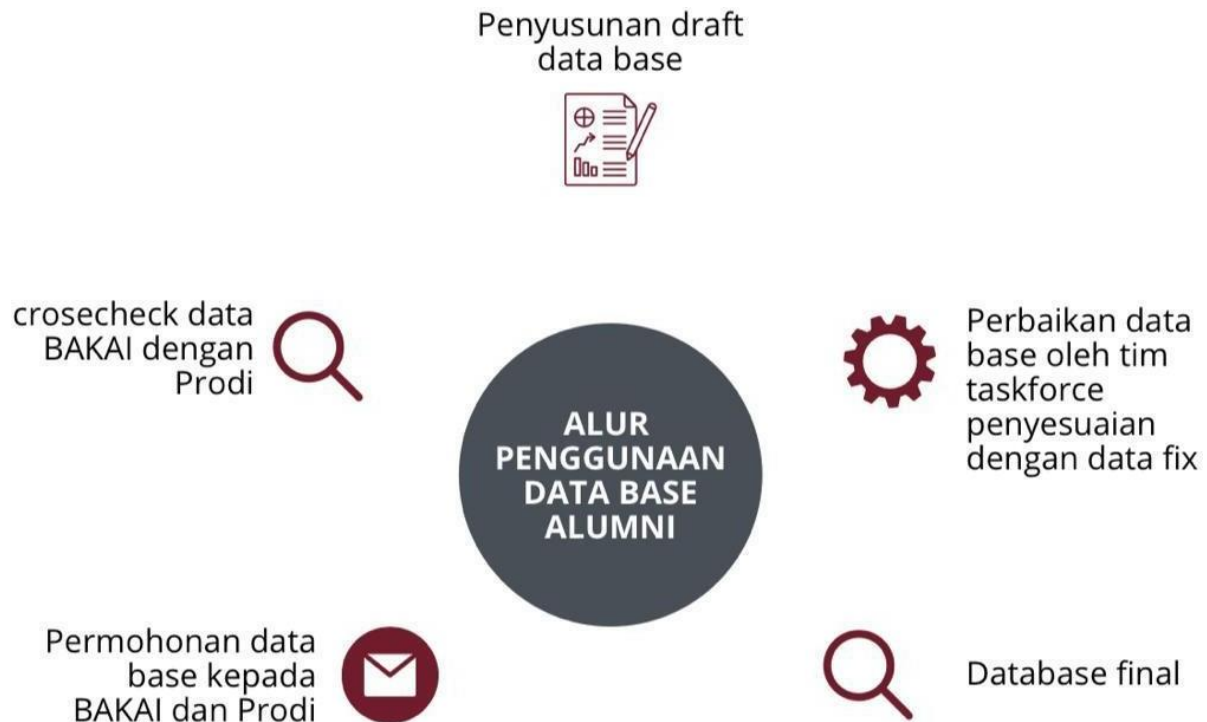 Penyusunan draft
data base
crosecheck data
BAKAI dengan
Prodi
Perbaikan data
base oleh tim
taskforce
penyesuaian
dengan data fix
ALUR
PENGGUNAAN
DATA BASE
ALUMNI
Permohonan data
base kepada
BAKAI dan Prodi
Database final